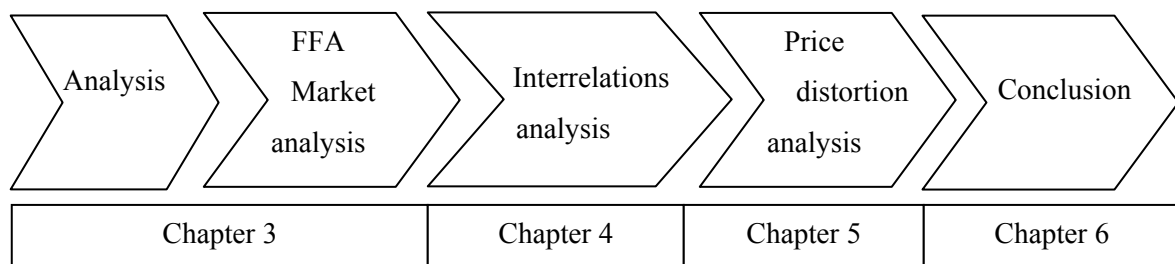 Analysis
FFA
Market
analysis
Interrelations
analysis
Price
distortion
analysis
Conclusion
Chapter 3
Chapter 4
Chapter 5
Chapter 6